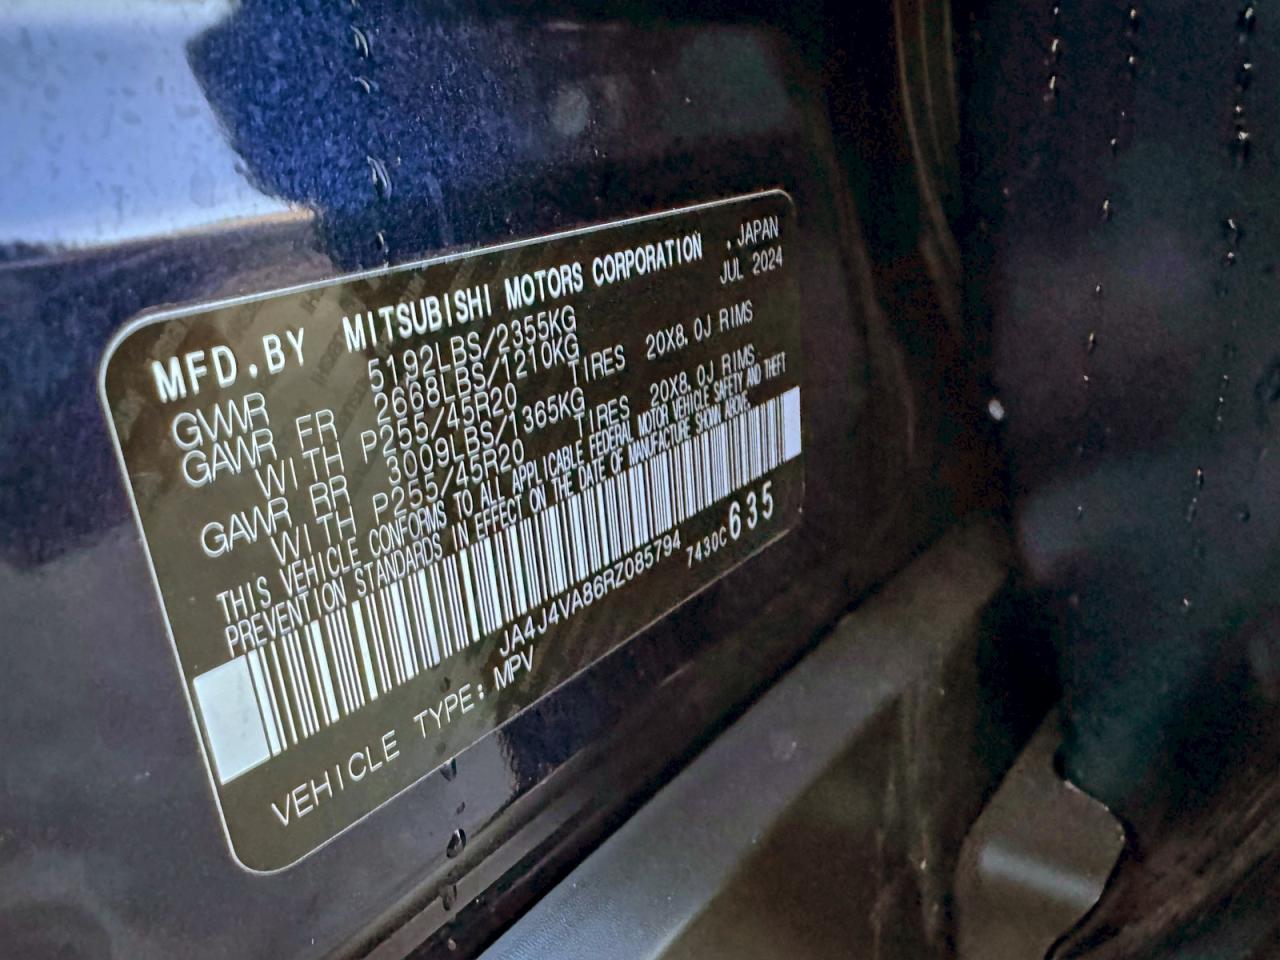 MFD.BY MITSUBISHI MOTORS CORPORATION , JAPAN
GVWR 5192LBS/2355KG JUL 2024
GAWR FR 2668LBS/1210KG
WITH P255/45R20 TIRES 20X8.0J RIMS
GAWR RR 3009LBS/1365KG
WITH P255/45R20 TIRES 20X8.0J RIMS
THIS VEHICLE CONFORMS TO ALL APPLICABLE FEDERAL MOTOR VEHICLE SAFETY AND THEFT
PREVENTION STANDARDS IN EFFECT ON THE DATE OF MANUFACTURE SHOWN ABOVE.
JA4J4VA86RZ085794
VEHICLE TYPE: MPV 7430C 635